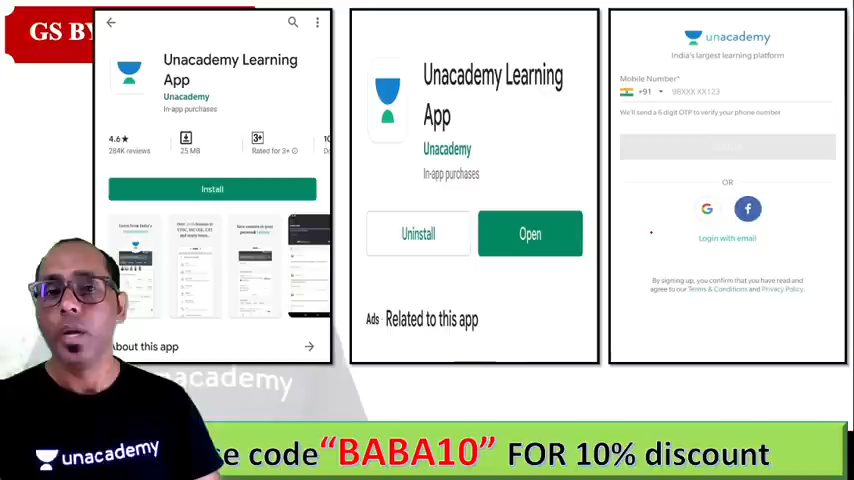 GS BY
Unacademy Learning
App
Unacademy
In-app purchases
4.6★
284K reviews
25 MB
3+
Rated for 3+
Install
About this app
Unacademy Learning
App
Unacademy
In-app purchases
Uninstall
Open
Ads · Related to this app
unacademy
India's largest learning platform
Mobile Number*
+91 98XXX XX123
We'll send a 6 digit OTP to verify your phone number
OR
G
f
Login with email
By signing up, you confirm that you have read and
agree to our Terms & Conditions and Privacy Policy.
unacademy
unacademy
code "BABA10" FOR 10% discount